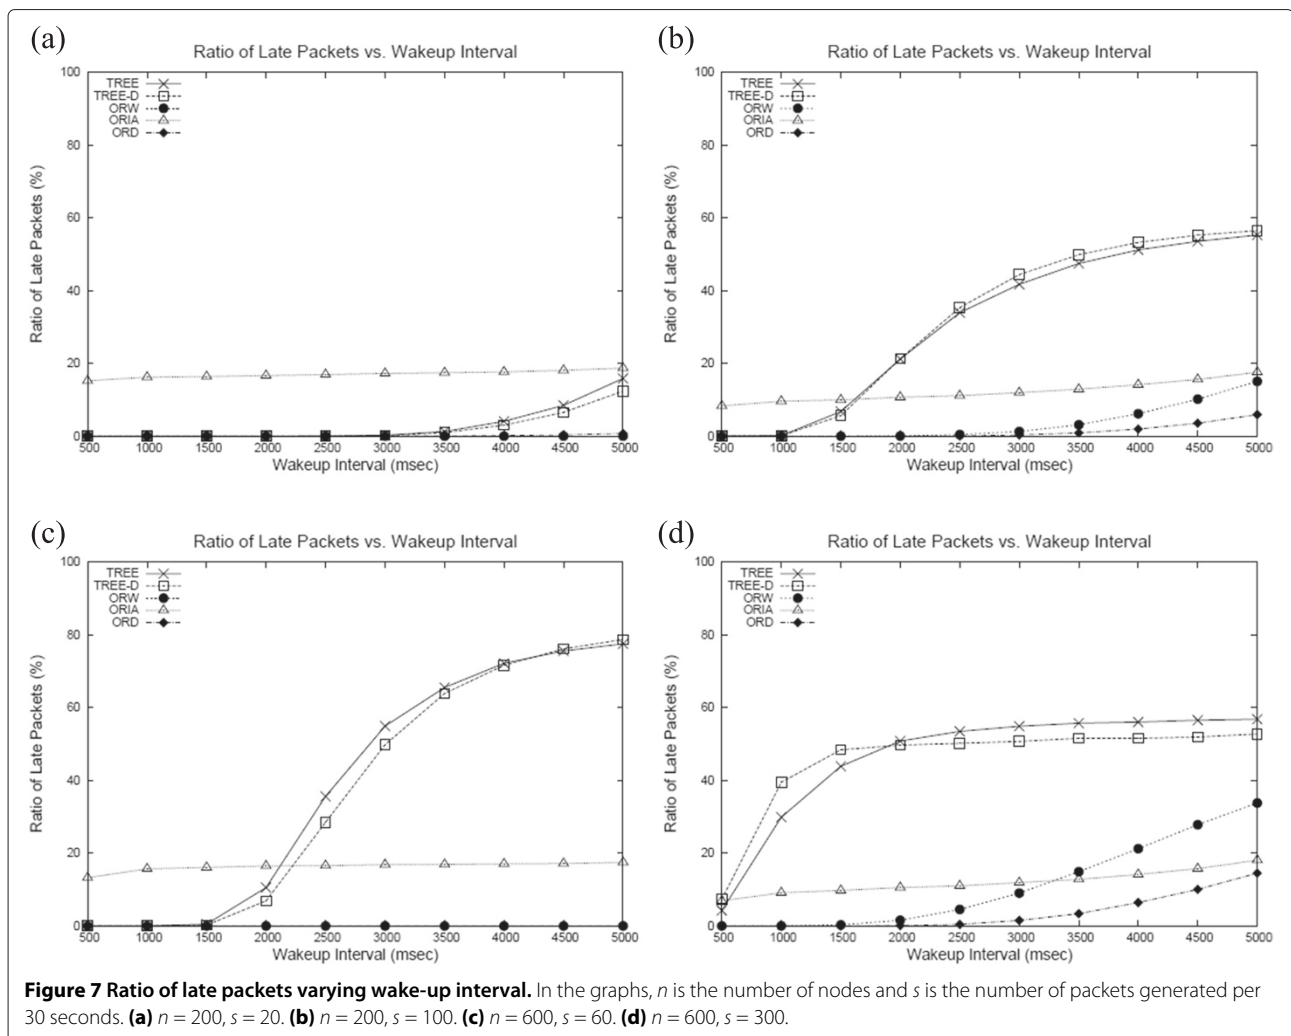 (a)
Ratio of Late Packets vs. Wakeup Interval
Ratio of Late Packets (%)
100
80
60
40
20
0
TREE
TREE-D
ORW
ORIA
ORD
500 1000 1500 2000 2500 3000 3500 4000 4500 5000
Wakeup Interval (msec)
(b)
Ratio of Late Packets vs. Wakeup Interval
Ratio of Late Packets (%)
100
80
60
40
20
0
TREE
TREE-D
ORW
ORIA
ORD
500 1000 1500 2000 2500 3000 3500 4000 4500 5000
Wakeup Interval (msec)
(c)
Ratio of Late Packets vs. Wakeup Interval
Ratio of Late Packets (%)
100
80
60
40
20
0
TREE
TREE-D
ORW
ORIA
ORD
500 1000 1500 2000 2500 3000 3500 4000 4500 5000
Wakeup Interval (msec)
(d)
Ratio of Late Packets vs. Wakeup Interval
Ratio of Late Packets (%)
100
80
60
40
20
0
TREE
TREE-D
ORW
ORIA
ORD
500 1000 1500 2000 2500 3000 3500 4000 4500 5000
Wakeup Interval (msec)
Figure 7 Ratio of late packets varying wake-up interval. In the graphs, n is the number of nodes and s is the number of packets generated per
30 seconds. (a) n = 200, s = 20. (b) n = 200, s = 100. (c) n = 600, s = 60. (d) n = 600, s = 300.